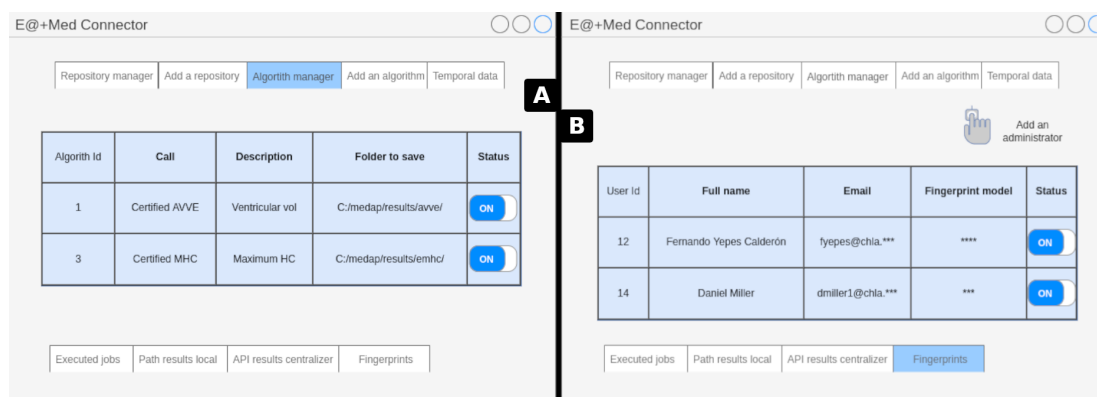 E@+Med Connector
Repository manager Add a repository Algortith manager Add an algorithm Temporal data
A
Algorith Id Call Description Folder to save Status
1 Certified AVVE Ventricular vol C:/medap/results/avve/ ON
3 Certified MHC Maximum HC C:/medap/results/emhc/ ON
Executed jobs Path results local API results centralizer Fingerprints
E@+Med Connector
Repository manager Add a repository Algortith manager Add an algorithm Temporal data
B
Add an
administrator
User Id Full name Email Fingerprint model Status
12 Fernando Yepes Calderón fyepes@chla.*** **** ON
14 Daniel Miller dmiller1@chla.*** *** ON
Executed jobs Path results local API results centralizer Fingerprints